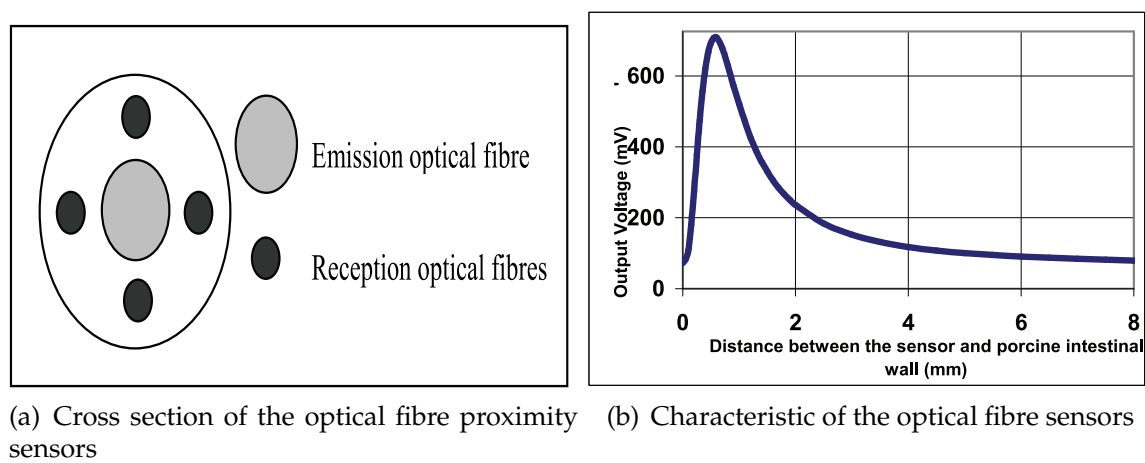 Emission optical fibre
Reception optical fibres
Output Voltage (mV)
600
400
200
0
0 2 4 6 8
Distance between the sensor and porcine intestinal
wall (mm)
(a) Cross section of the optical fibre proximity
sensors
(b) Characteristic of the optical fibre sensors